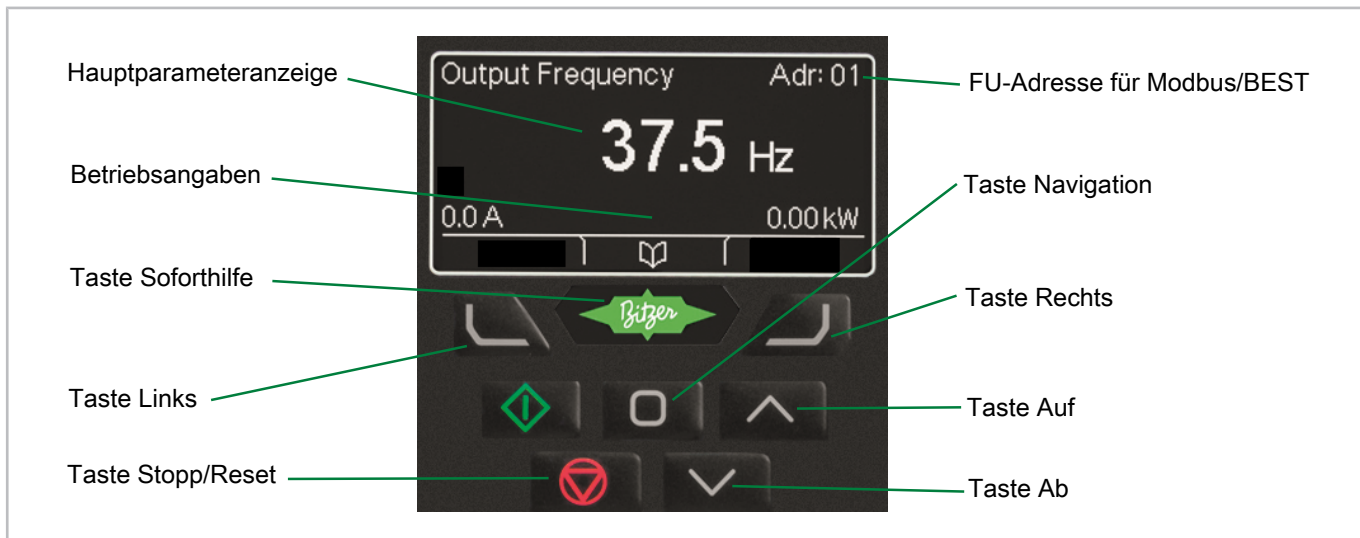 Hauptparameteranzeige
Output Frequency Adr: 01
FU-Adresse für Modbus/BEST
37.5 Hz
Betriebsangaben
Taste Navigation
0.0 A 0.00 kW
Taste Soforthilfe
Bitzer
Taste Rechts
Taste Links
Taste Auf
Taste Stopp/Reset
Taste Ab